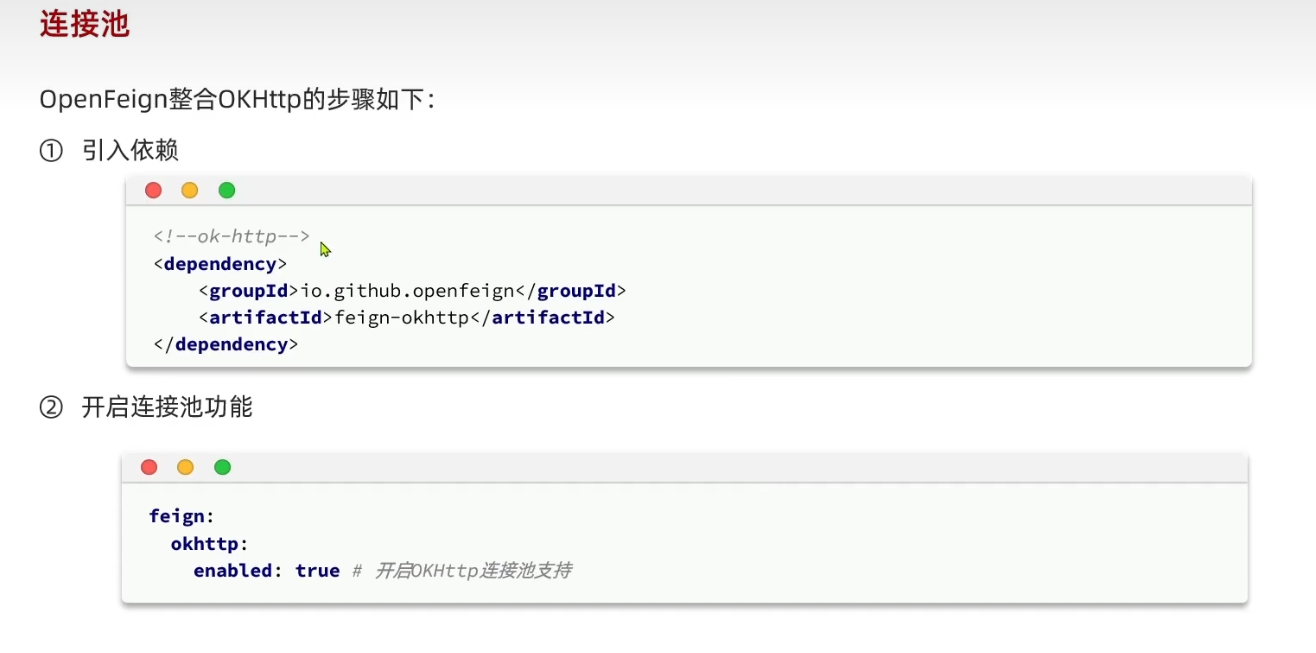 连接池
OpenFeign整合OKHttp的步骤如下：
① 引入依赖
<!--ok-http-->
<dependency>
    <groupId>io.github.openfeign</groupId>
    <artifactId>feign-okhttp</artifactId>
</dependency>
② 开启连接池功能
feign:
  okhttp:
    enabled: true # 开启OKHttp连接池支持